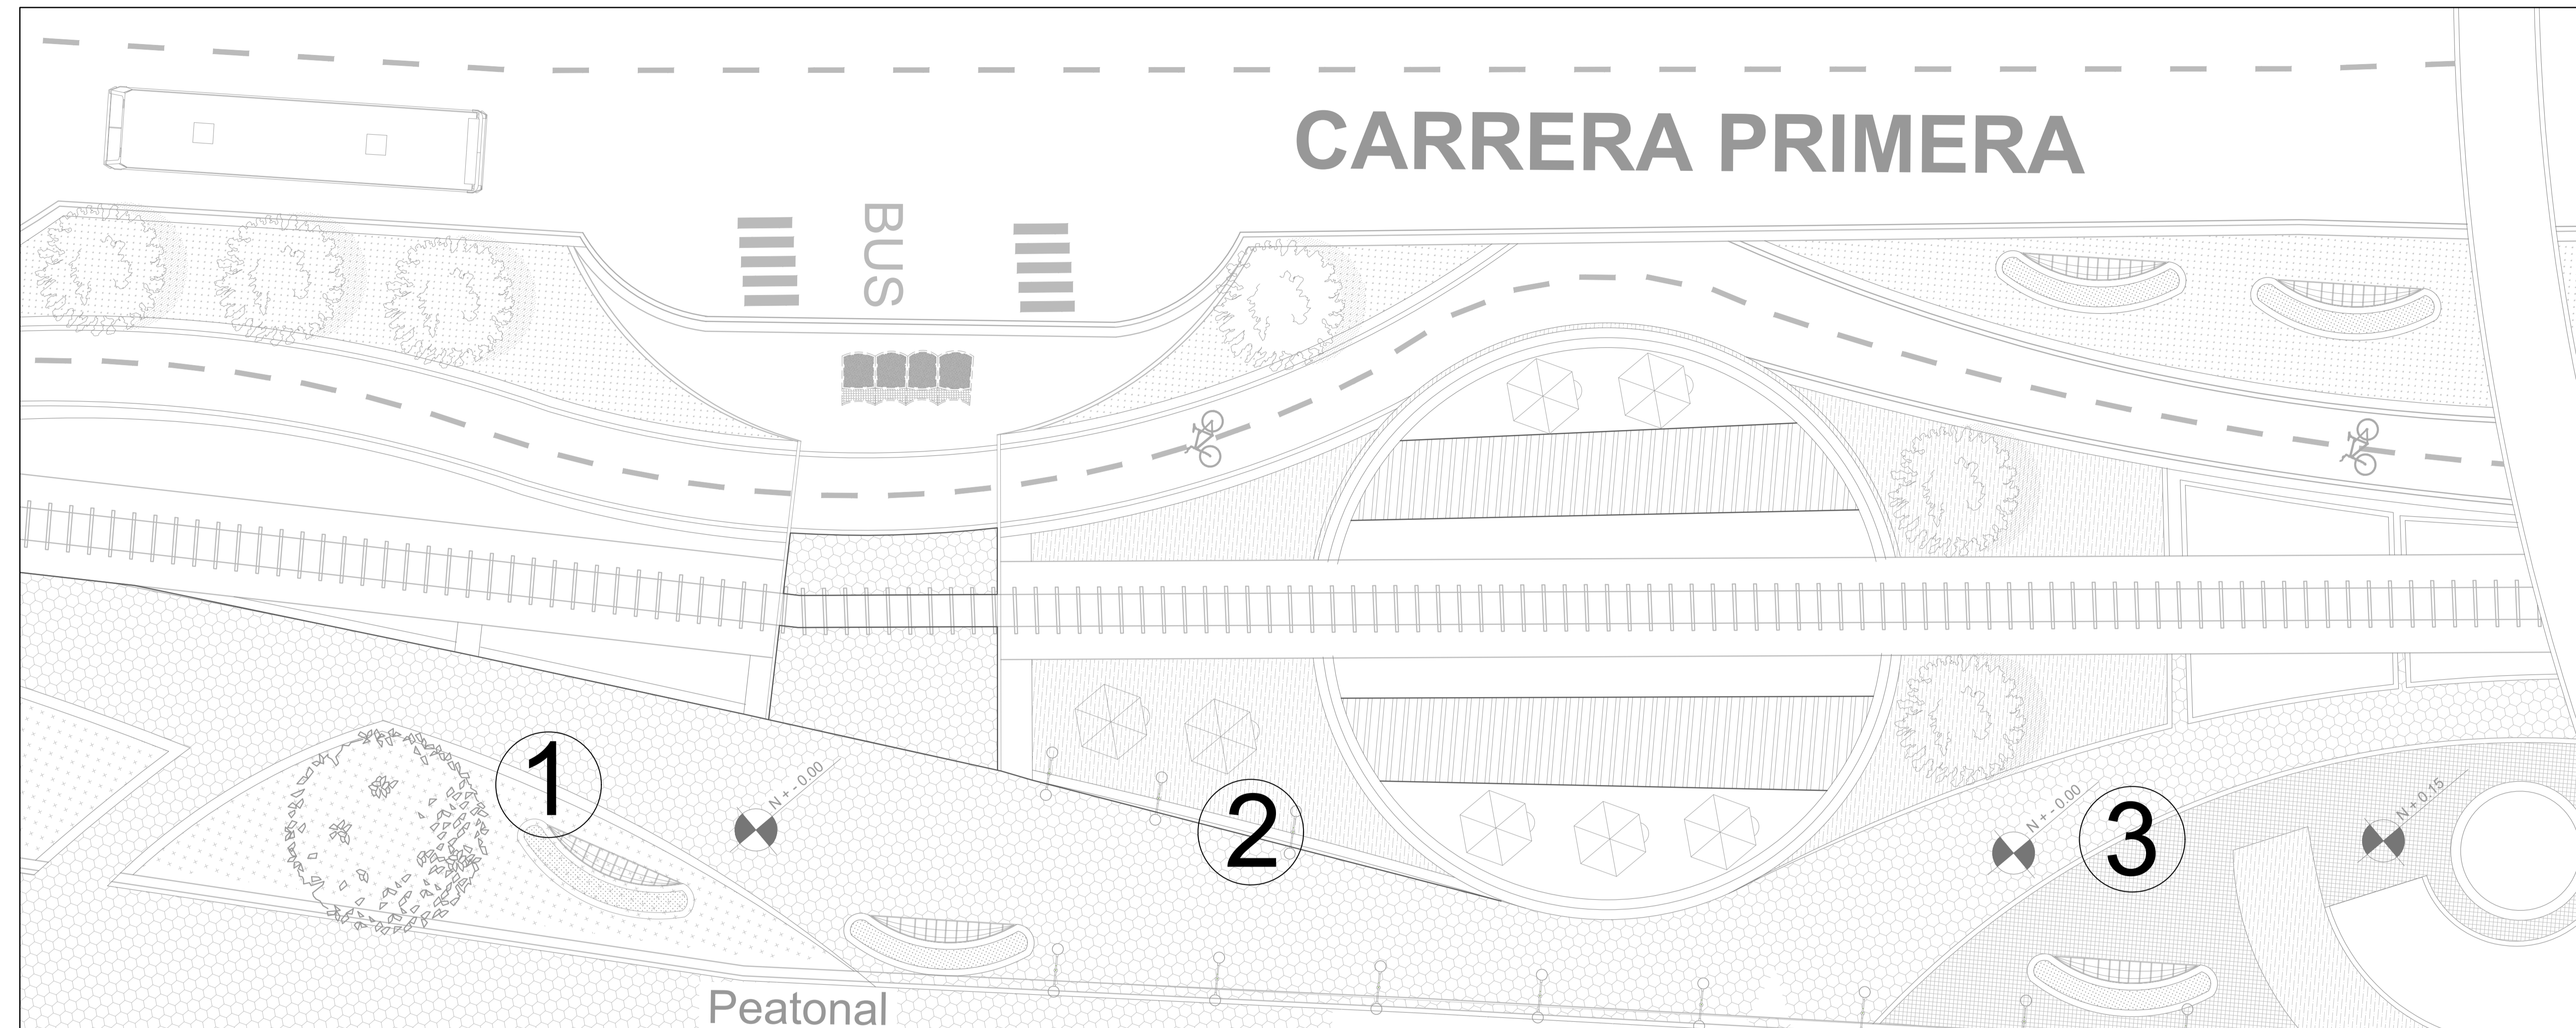 CARRERA PRIMERA
BUS
1
N + - 0.00
2
N + - 0.00
3
N + 0.15
Peatonal